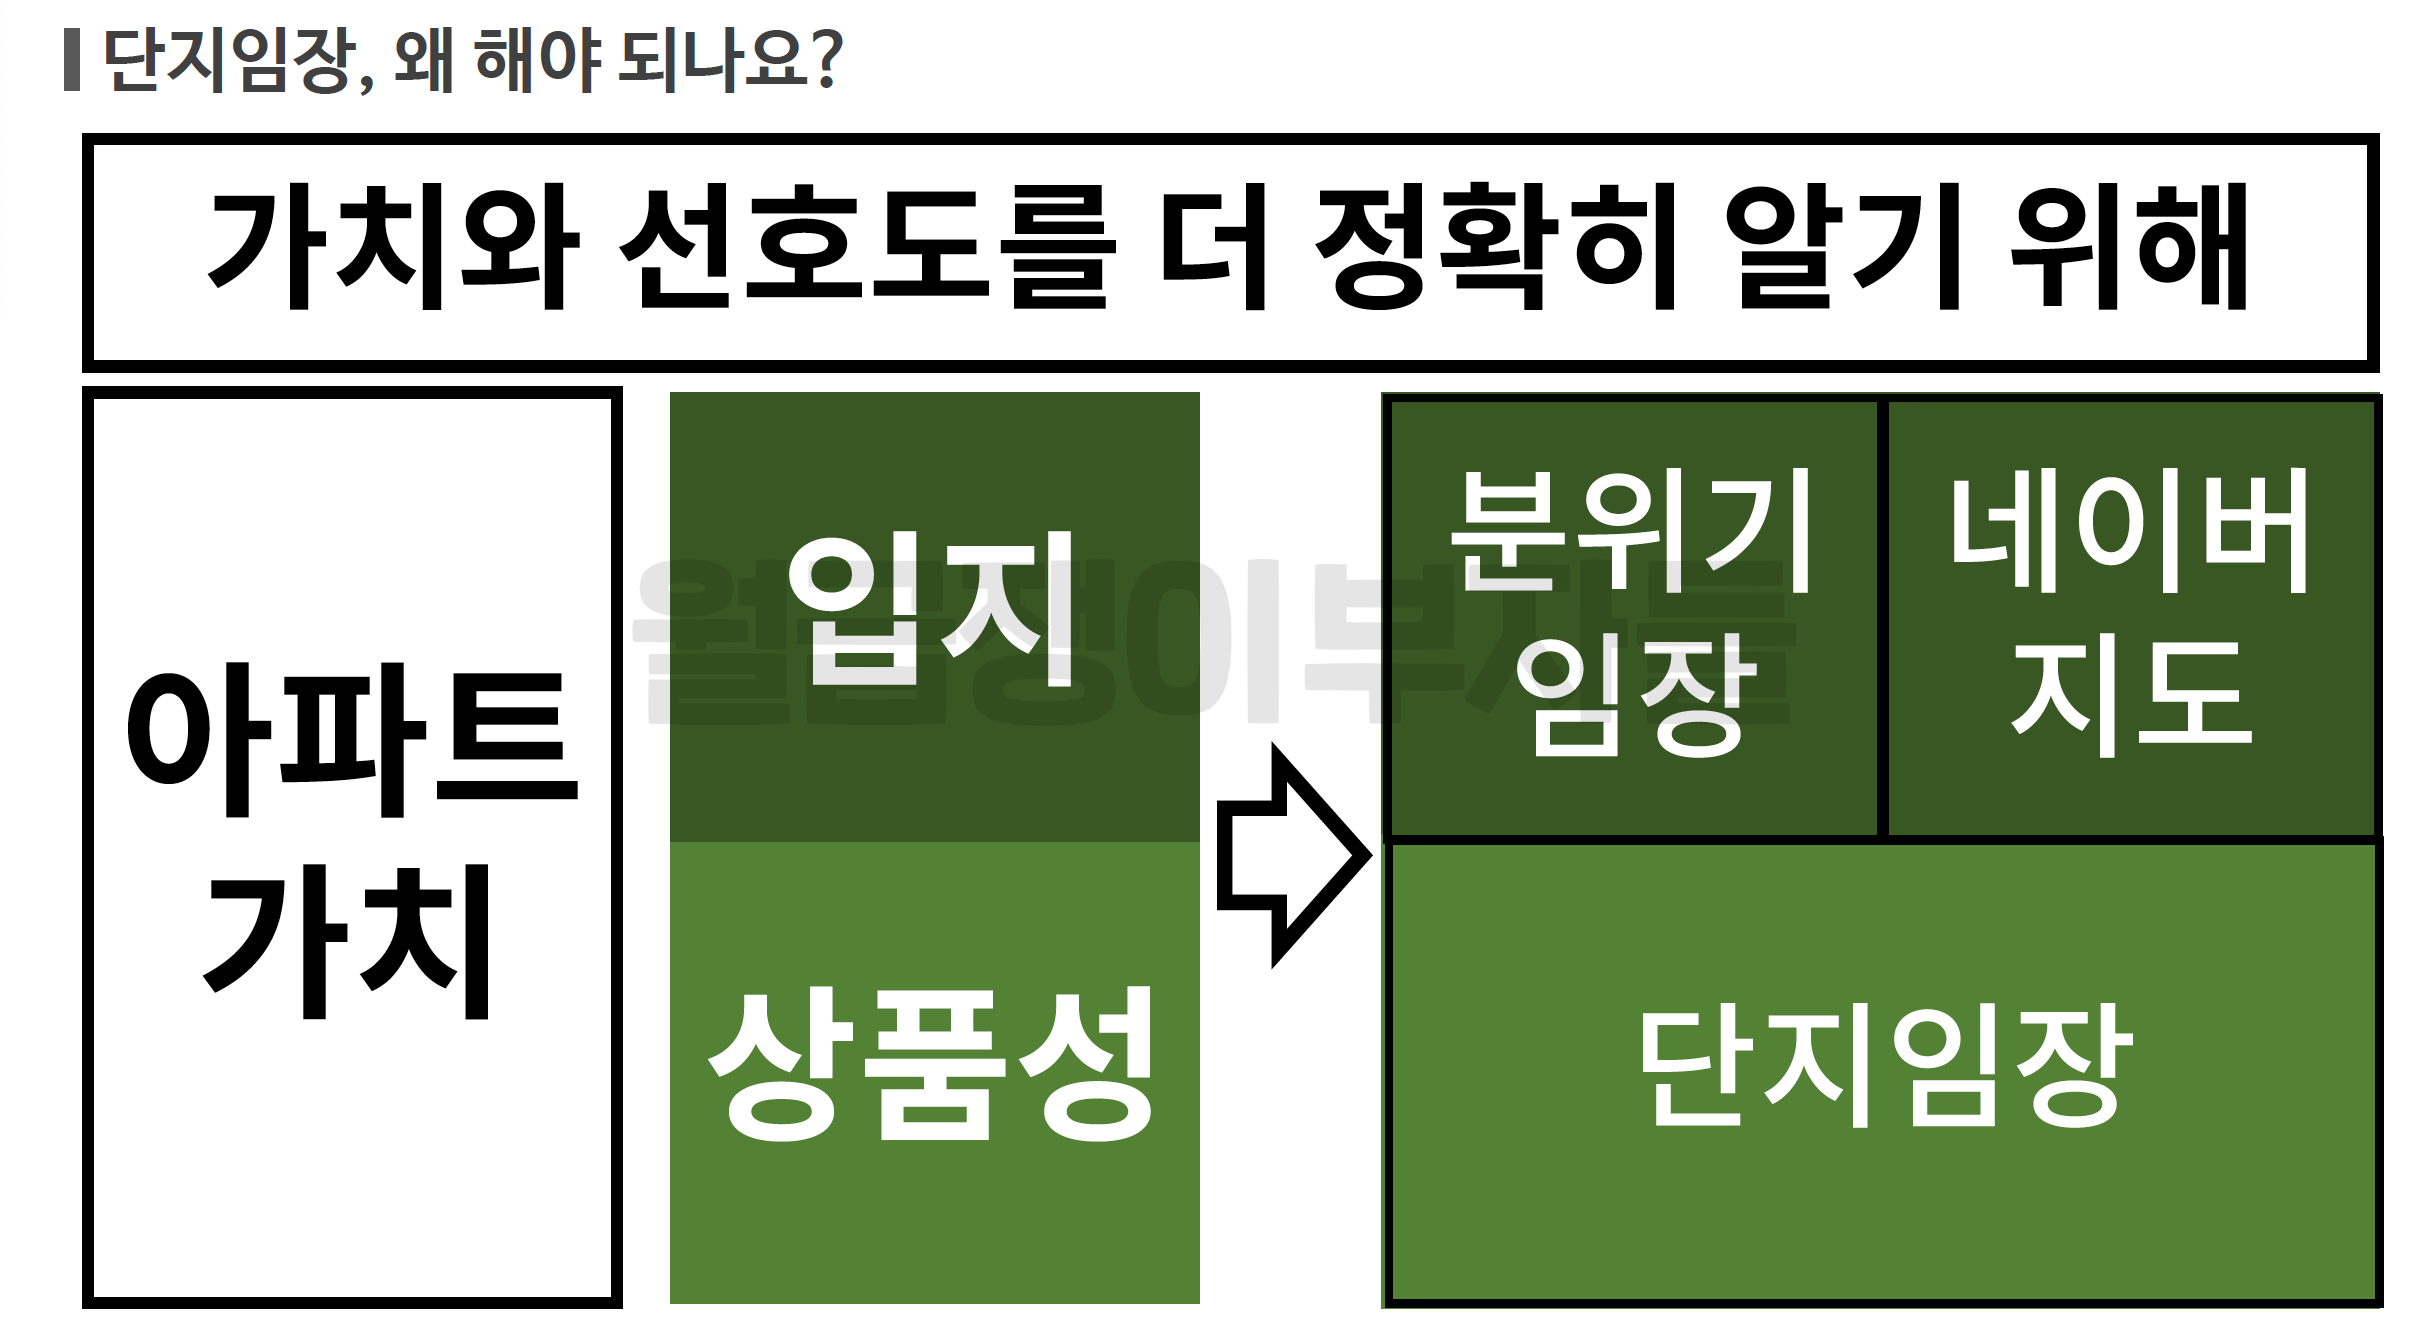 단지임장, 왜 해야 되나요?
가치와 선호도를 더 정확히 알기 위해
아파트
가치
입지
상품성
분위기
임장
네이버
지도
단지임장
월급쟁이부자들